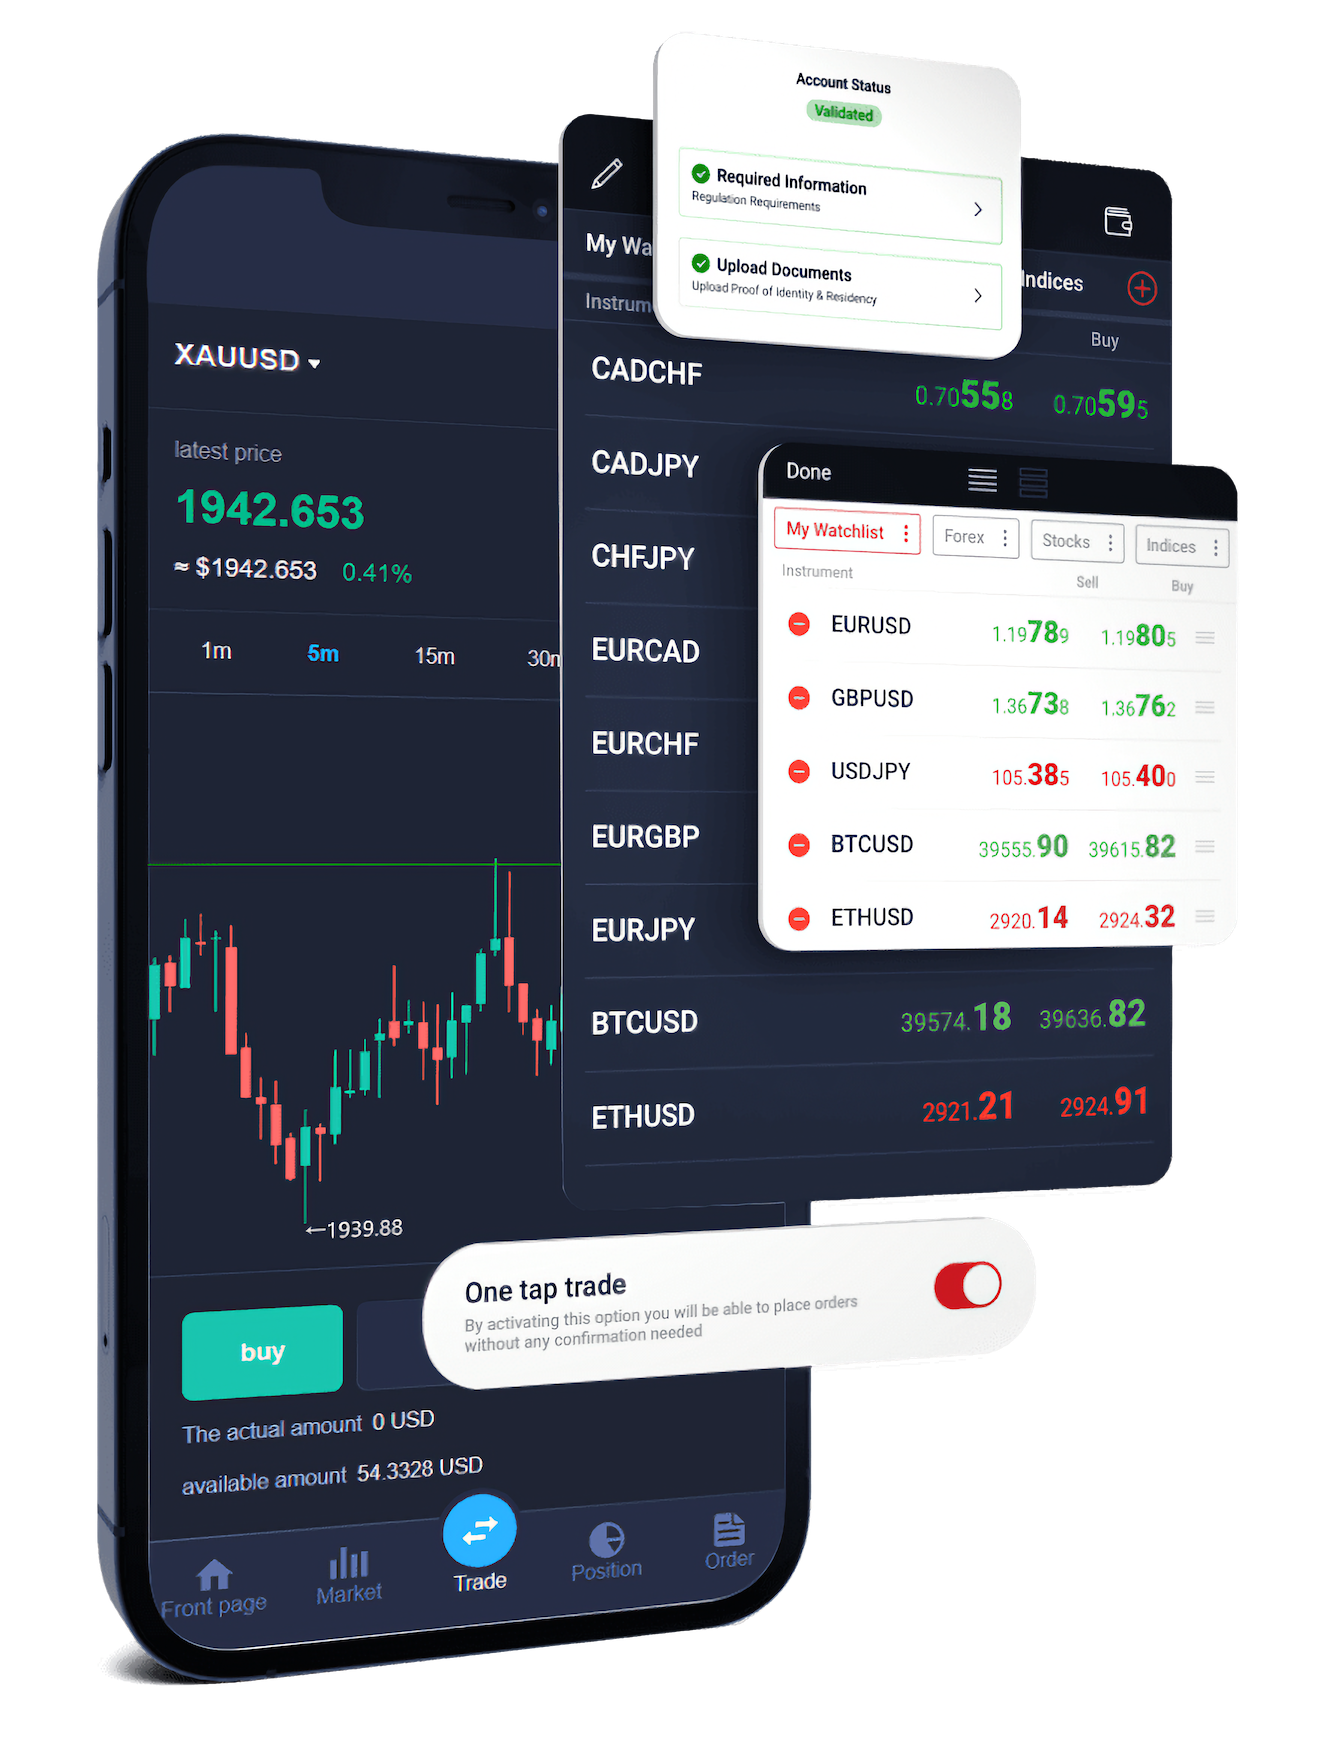 Account Status
Validated
Required Information
Regulation Requirements
Upload Documents
Upload Proof of Identity & Residency
My
Indices
Buy
CADCHF 0.70558 0.70595
CADJPY
CHFJPY
EURCAD
EURCHF
EURGBP
EURJPY
BTCUSD 39574.18 39636.82
ETHUSD 2921.21 2924.91
Done
My Watchlist Forex Stocks Indices
Instrument Sell Buy
EURUSD 1.19789 1.19805
GBPUSD 1.36738 1.36762
USDJPY 105.385 105.400
BTCUSD 39555.90 39615.82
ETHUSD 2920.14 2924.32
XAUUSD
latest price
1942.653
≈ $1942.653 0.41%
1m 5m 15m
←1939.88
One tap trade
By activating this option you will be able to place orders
without any confirmation needed
buy
The actual amount 0 USD
available amount 54.3328 USD
Front page Market Trade Position Order